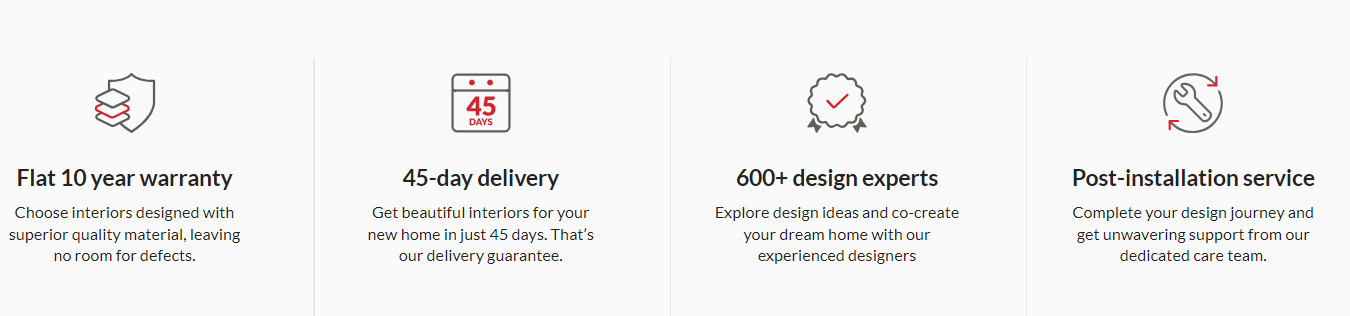 Flat 10 year warranty
Choose interiors designed with
superior quality material, leaving
no room for defects.
45
DAYS
45-day delivery
Get beautiful interiors for your
new home in just 45 days. That’s
our delivery guarantee.
600+ design experts
Explore design ideas and co-create
your dream home with our
experienced designers
Post-installation service
Complete your design journey and
get unwavering support from our
dedicated care team.